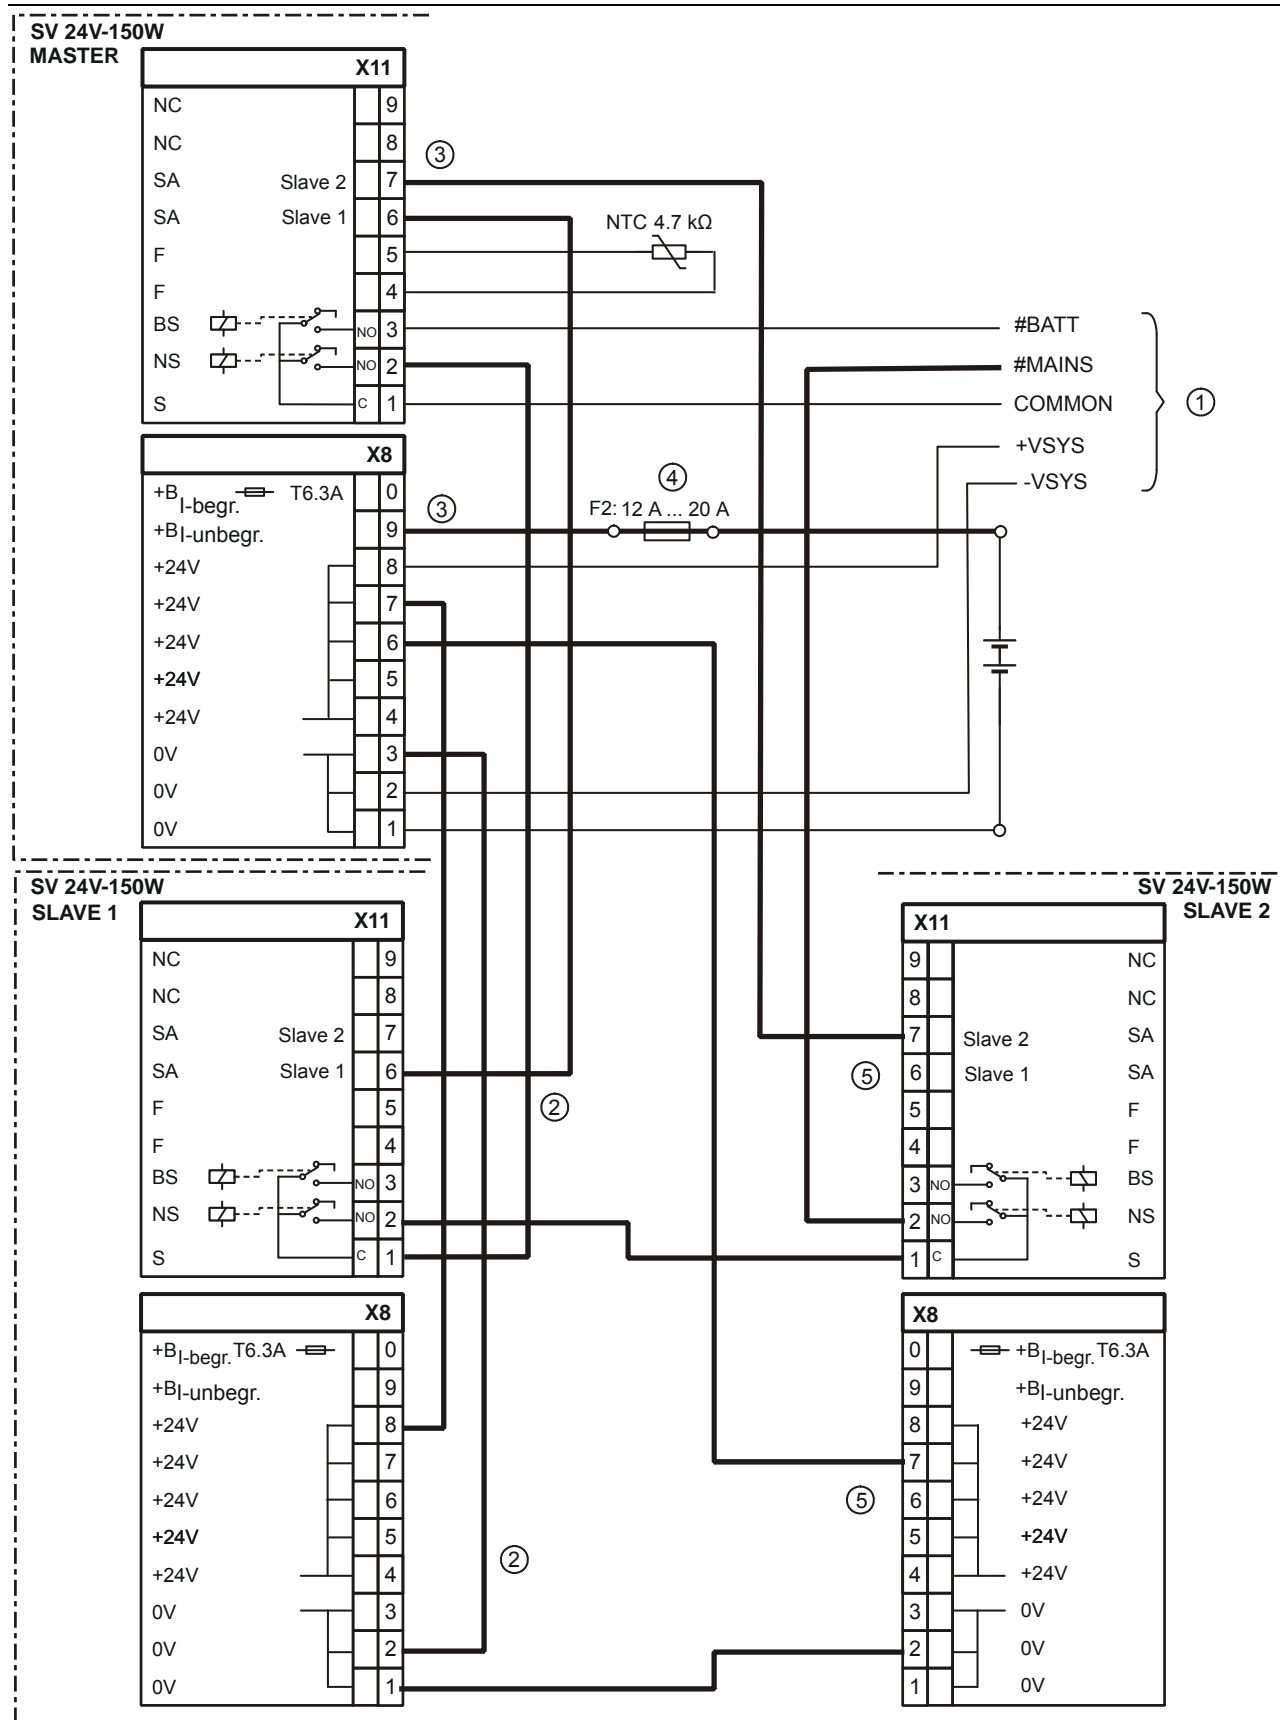 SV 24V-150W
MASTER
X11
NC 9
NC 8
SA Slave 2 7
SA Slave 1 6
F 5
F 4
BS NO 3
NS NO 2
S C 1
3
NTC 4.7 kΩ
#BATT
#MAINS
COMMON
+VSYS
-VSYS
1
X8
+B I-begr. T6.3A 0
+B I-unbegr. 9
+24V 8
+24V 7
+24V 6
+24V 5
+24V 4
0V 3
0V 2
0V 1
3
4
F2: 12 A ... 20 A
SV 24V-150W
SLAVE 1
X11
NC 9
NC 8
SA Slave 2 7
SA Slave 1 6
F 5
F 4
BS NO 3
NS NO 2
S C 1
2
X8
+B I-begr. T6.3A 0
+B I-unbegr. 9
+24V 8
+24V 7
+24V 6
+24V 5
+24V 4
0V 3
0V 2
0V 1
2
SV 24V-150W
SLAVE 2
X11
9 NC
8 NC
7 Slave 2 SA
6 Slave 1 SA
5 F
4 F
3 NO BS
2 NO NS
1 C S
5
X8
0 +B I-begr. T6.3A
9 +B I-unbegr.
8 +24V
7 +24V
6 +24V
5 +24V
4 +24V
3 0V
2 0V
1 0V
5